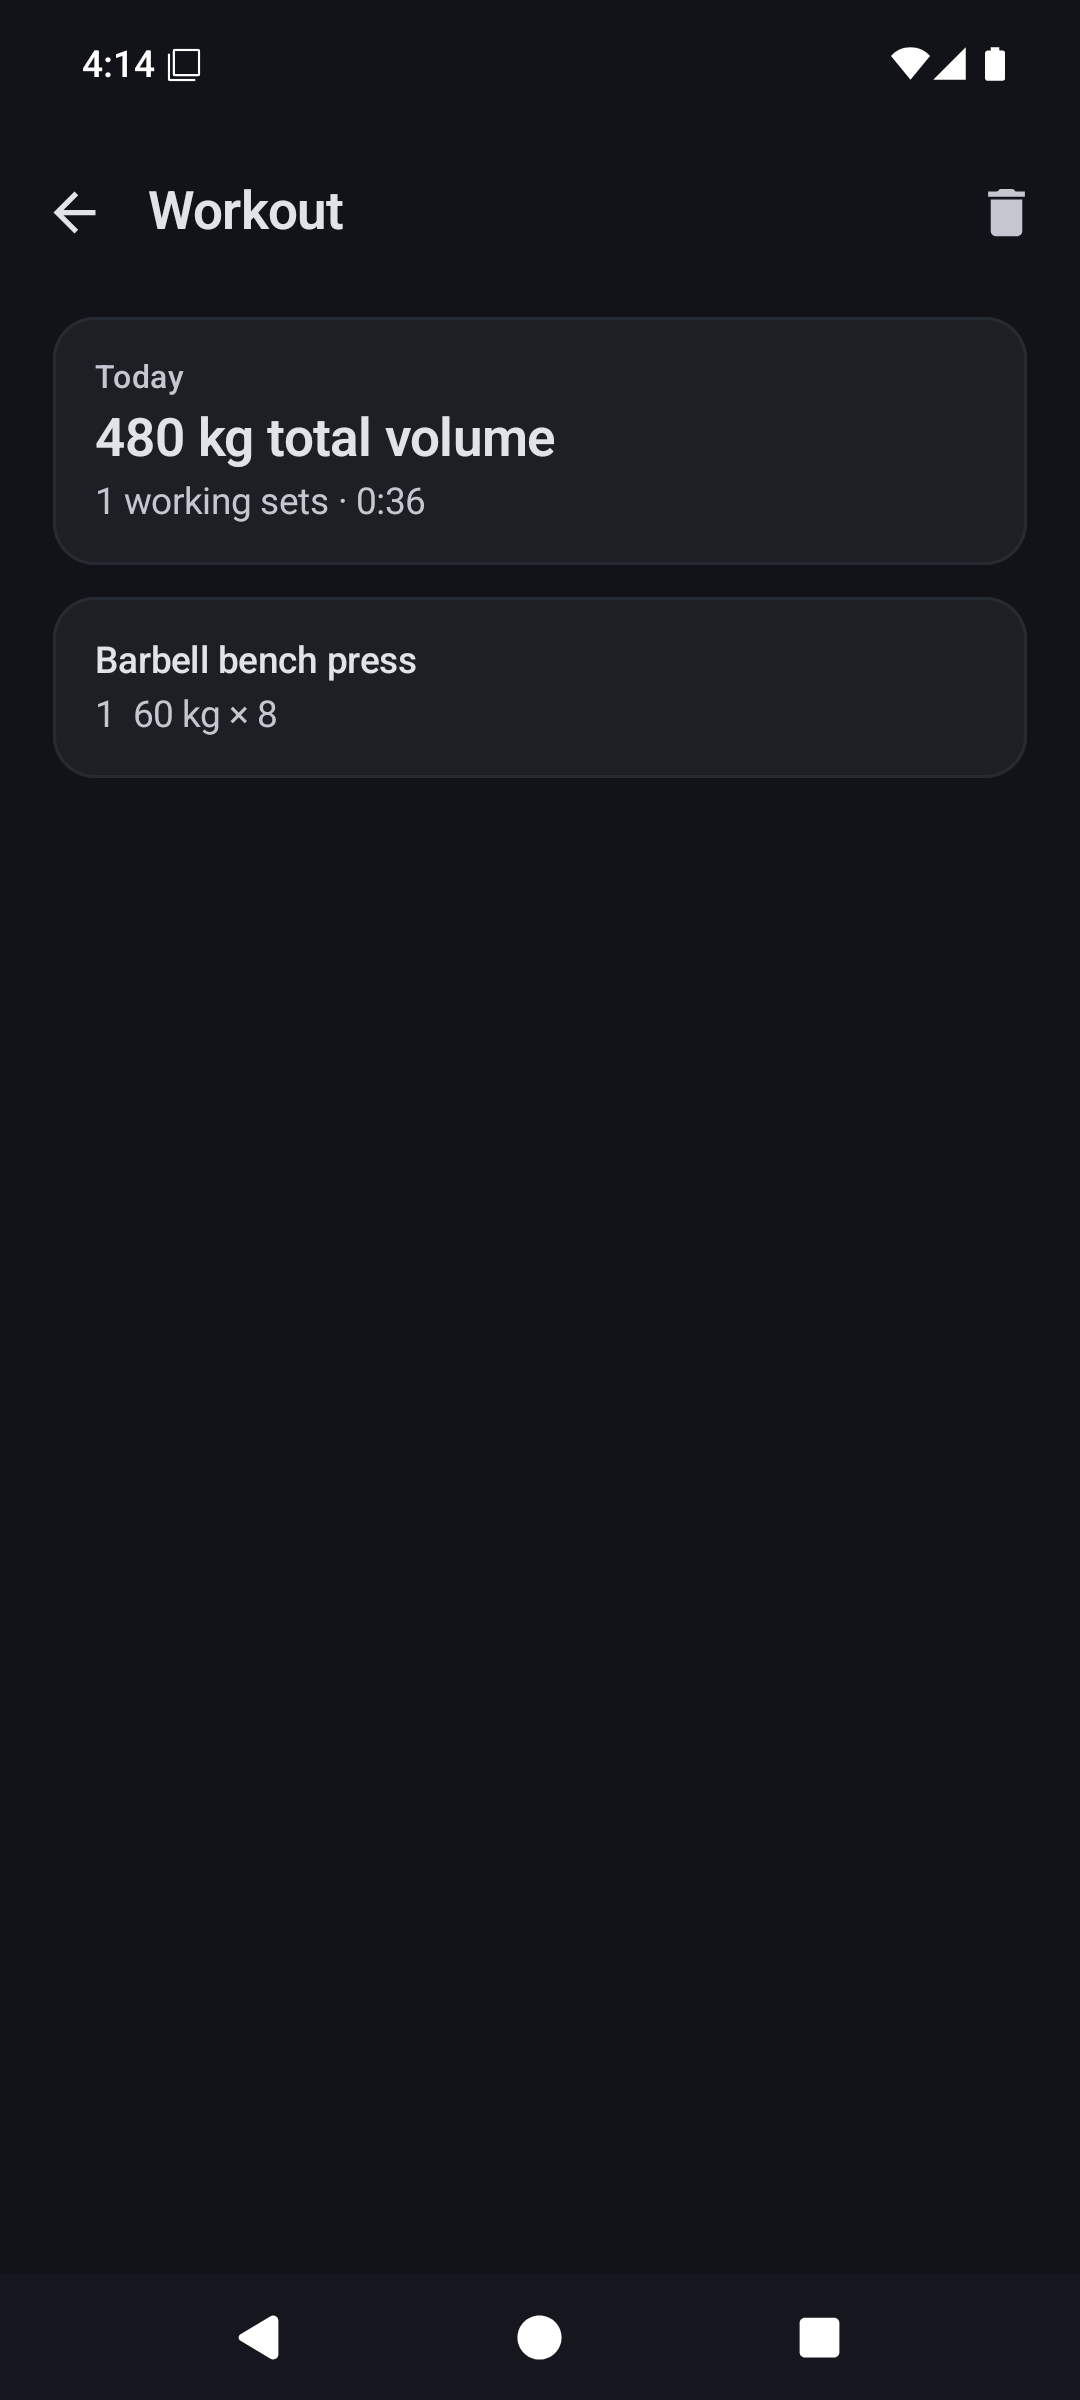 4:14
Workout
Today
480 kg total volume
1 working sets · 0:36
Barbell bench press
1 60 kg × 8